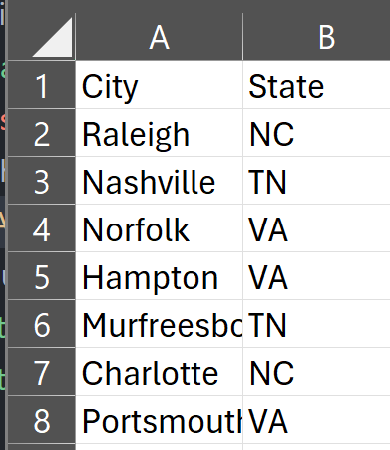 A B
1 City State
2 Raleigh NC
3 Nashville TN
4 Norfolk VA
5 Hampton VA
6 Murfreesbo TN
7 Charlotte NC
8 Portsmouth VA